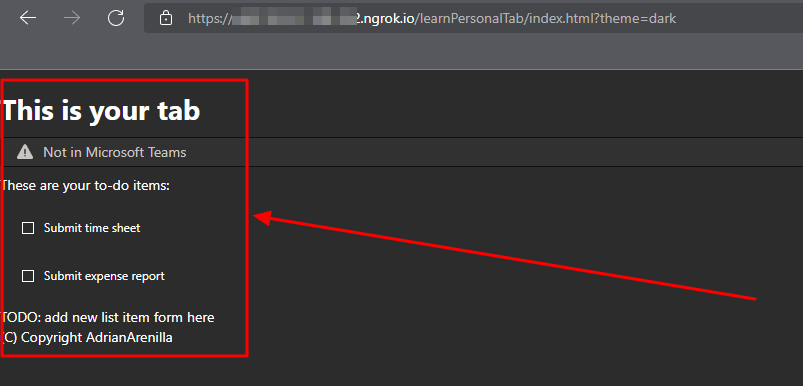 https://2.ngrok.io/learnPersonalTab/index.html?theme=dark
This is your tab
Not in Microsoft Teams
These are your to-do items:
Submit time sheet
Submit expense report
TODO: add new list item form here
(C) Copyright AdrianArenilla